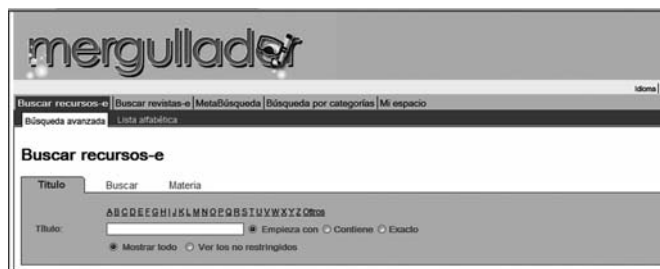 mergullador
Idioma
Buscar recursos-e Buscar revistas-e MetaBúsqueda Búsqueda por categorías Mi espacio
Búsqueda avanzada Lista alfabética
Buscar recursos-e
Título Buscar Materia
A B C D E F G H I J K L M N O P Q R S T U V W X Y Z Otros
Título: Empieza con Contiene Exacto
Mostrar todo Ver los no restringidos